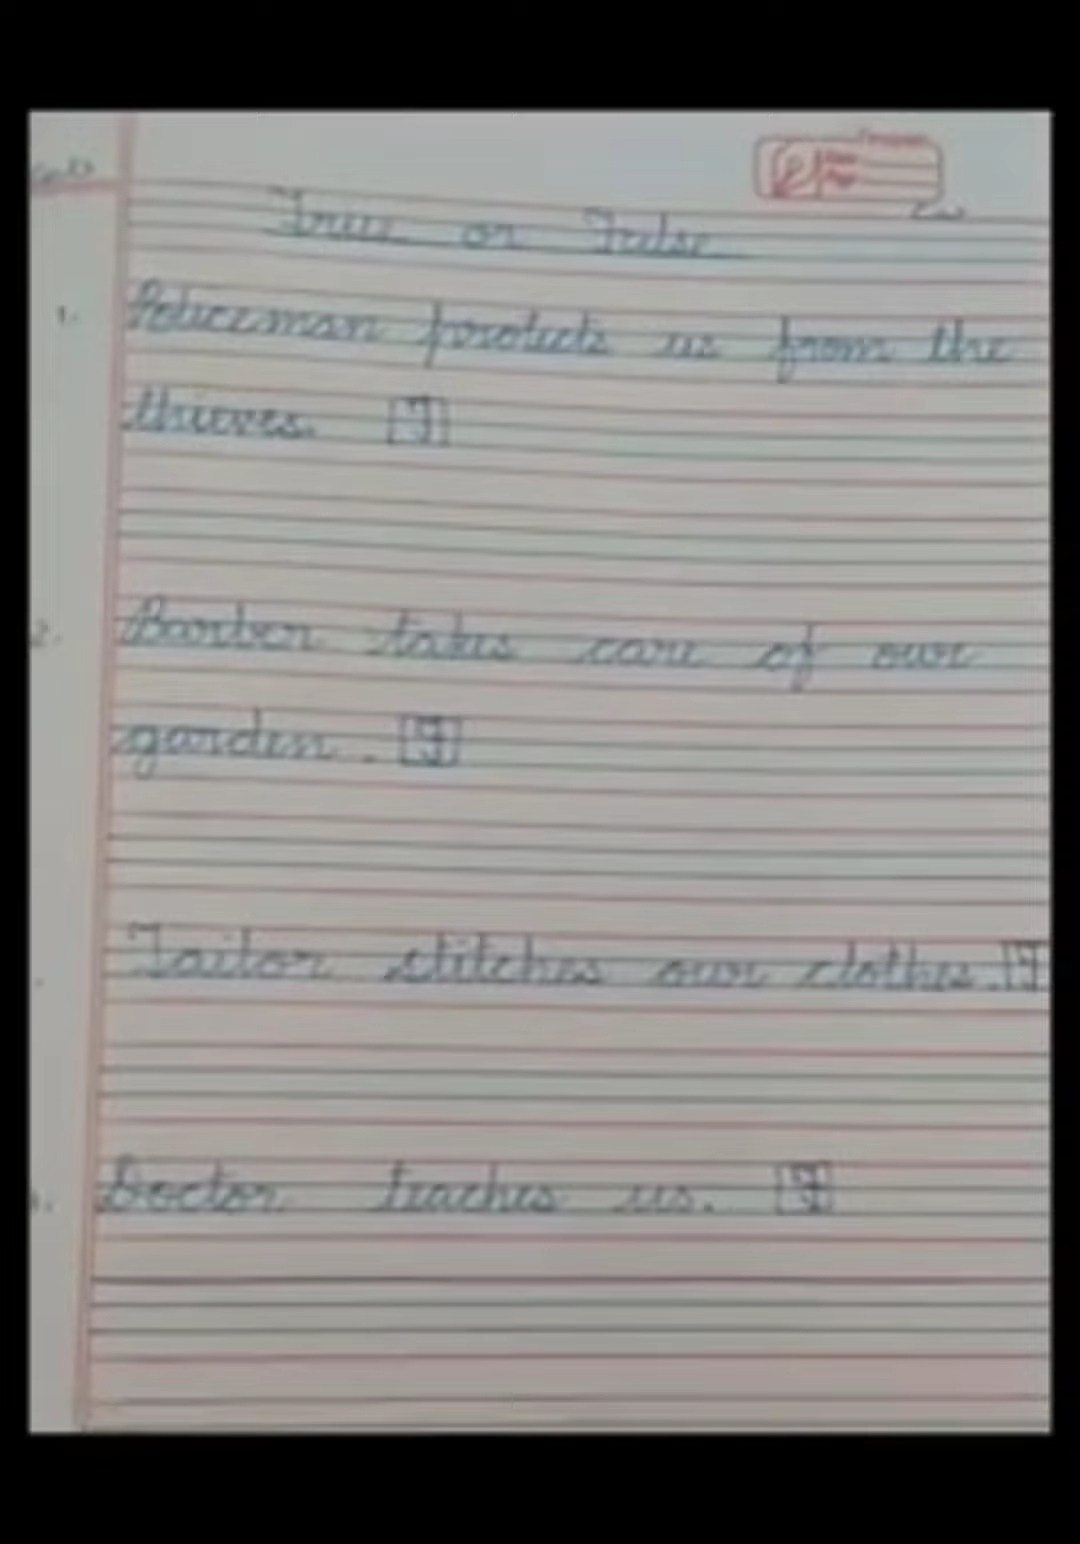 True or False
1. Policeman protects us from the
thieves. T
2. Barber takes care of our
garden. F
Tailor stitches our clothes. T
Doctor teaches us. F